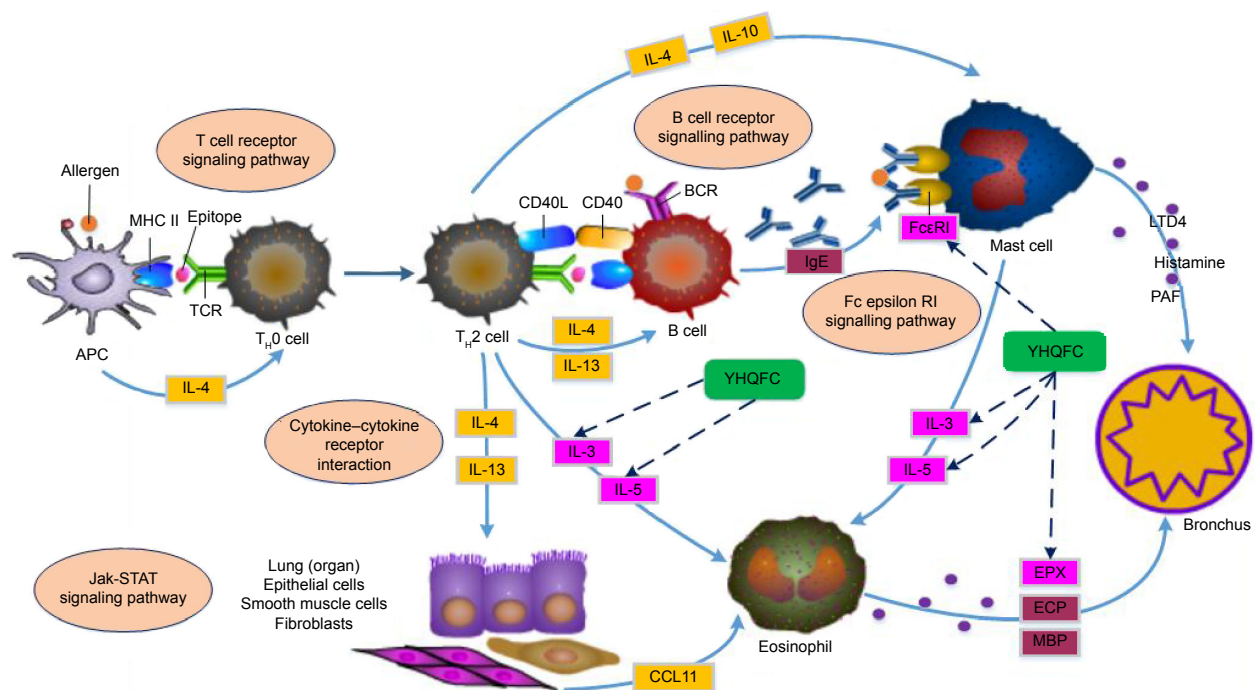 IL-4
IL-10
T cell receptor
signaling pathway
B cell receptor
signalling pathway
Allergen
MHC II
Epitope
TCR
APC
T_H0 cell
IL-4
CD40L
CD40
BCR
T_H2 cell
B cell
IL-4
IL-13
IgE
FcεRI
Mast cell
LTD4
Histamine
PAF
Fc epsilon RI
signalling pathway
YHQFC
YHQFC
Cytokine–cytokine
receptor
interaction
IL-4
IL-13
IL-3
IL-5
IL-3
IL-5
Bronchus
Jak-STAT
signaling pathway
Lung (organ)
Epithelial cells
Smooth muscle cells
Fibroblasts
CCL11
Eosinophil
EPX
ECP
MBP